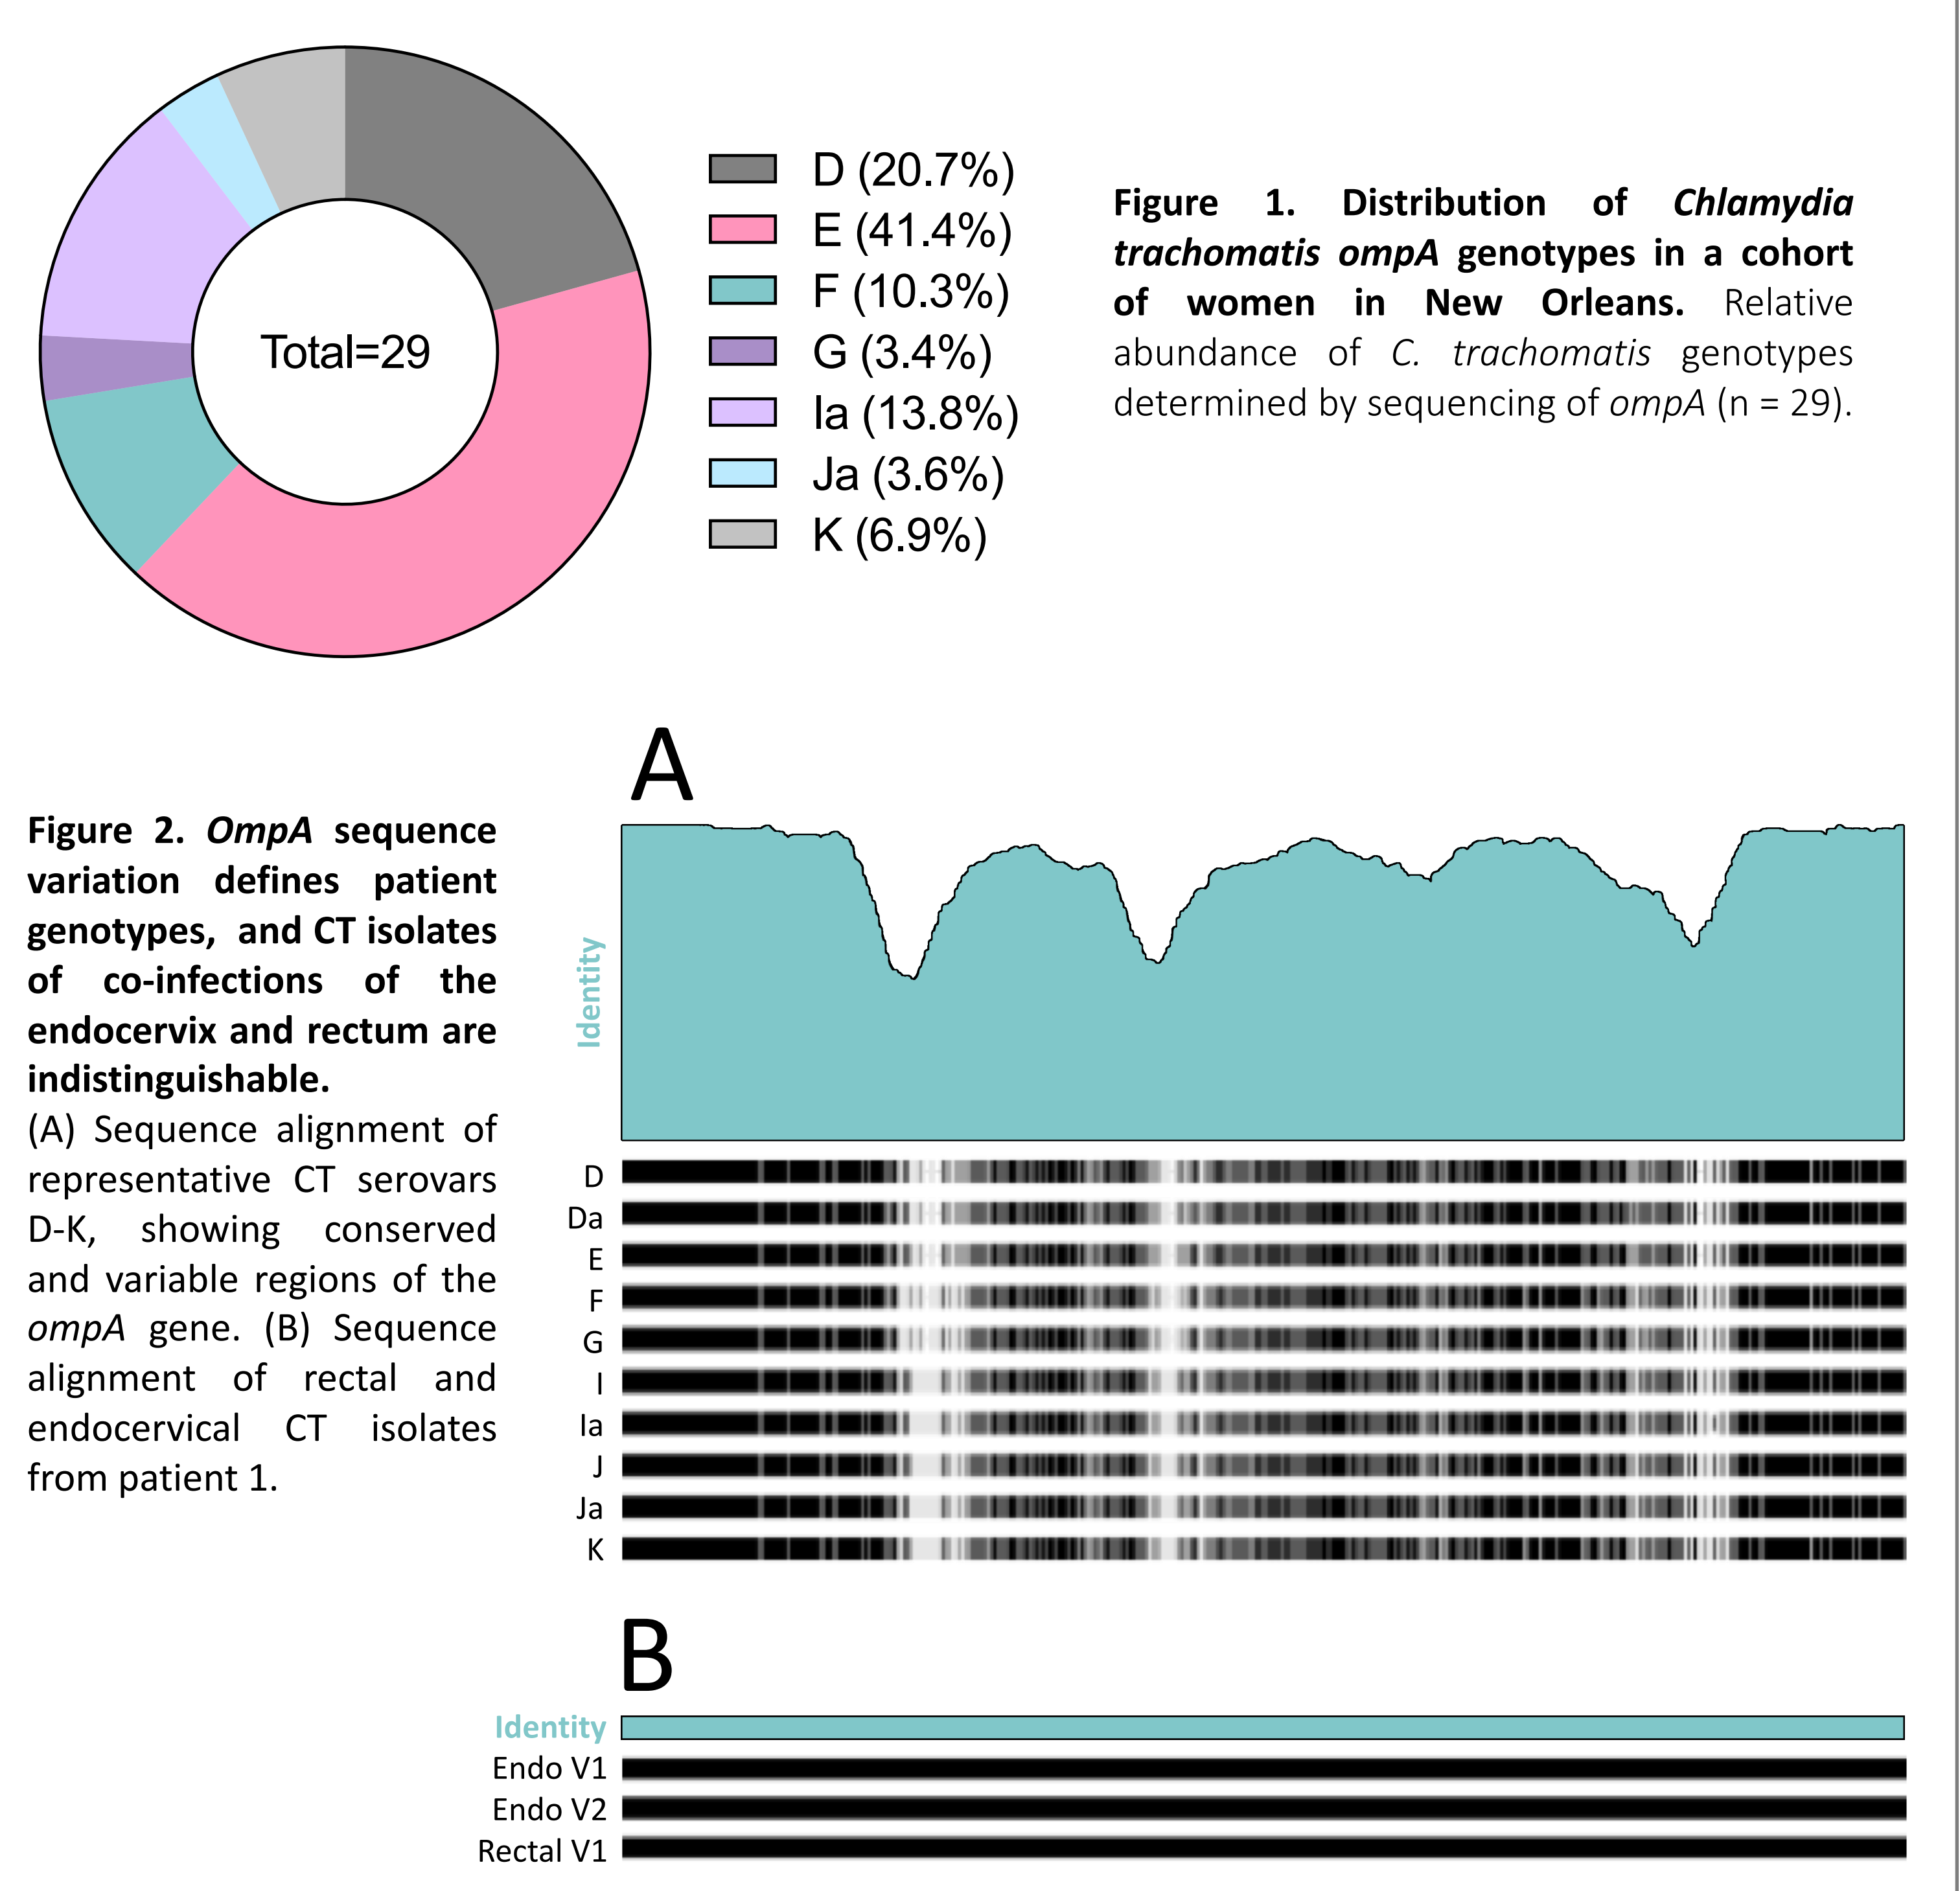 Total=29
D (20.7%)
E (41.4%)
F (10.3%)
G (3.4%)
Ia (13.8%)
Ja (3.6%)
K (6.9%)
Figure 1. Distribution of Chlamydia
trachomatis ompA genotypes in a cohort
of women in New Orleans. Relative
abundance of C. trachomatis genotypes
determined by sequencing of ompA (n = 29).
Figure 2. OmpA sequence
variation defines patient
genotypes, and CT isolates
of co-infections of the
endocervix and rectum are
indistinguishable.
(A) Sequence alignment of
representative CT serovars
D-K, showing conserved
and variable regions of the
ompA gene. (B) Sequence
alignment of rectal and
endocervical CT isolates
from patient 1.
A
Identity
D
Da
E
F
G
I
Ia
J
Ja
K
B
Identity
Endo V1
Endo V2
Rectal V1